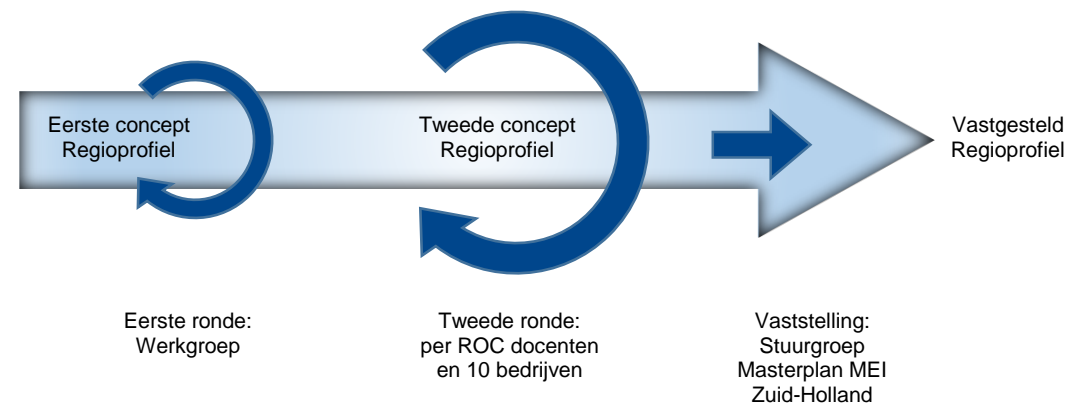 Eerste concept
Regioprofiel
Tweede concept
Regioprofiel
Vastgesteld
Regioprofiel
Eerste ronde:
Werkgroep
Tweede ronde:
per ROC docenten
en 10 bedrijven
Vaststelling:
Stuurgroep
Masterplan MEI
Zuid-Holland